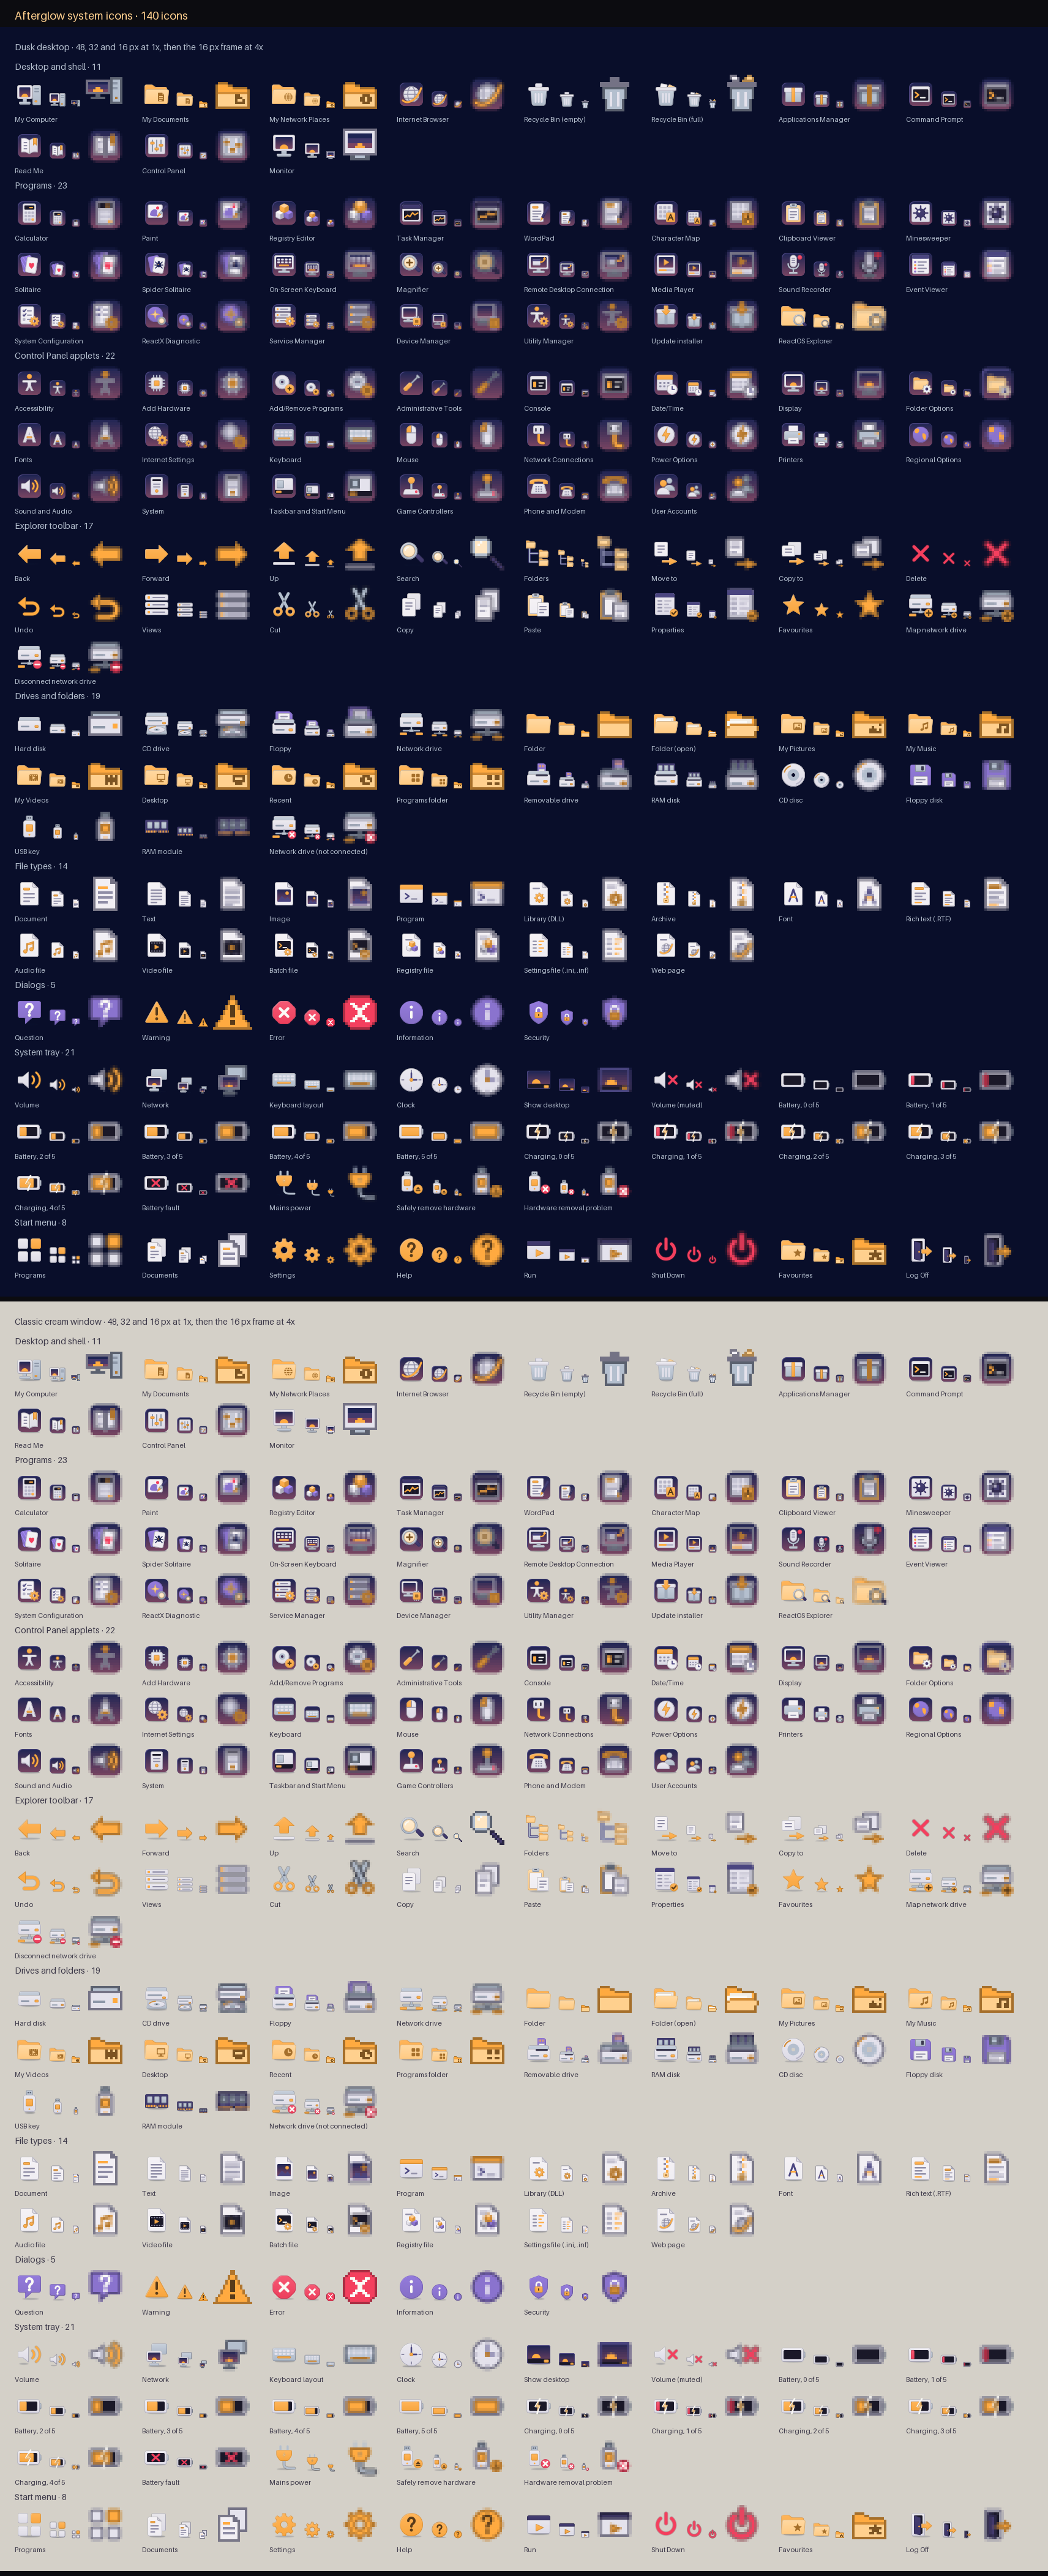 Afterglow system icons · 140 icons
Dusk desktop · 48, 32 and 16 px at 1x, then the 16 px frame at 4x
Desktop and shell · 11
My Computer My Documents My Network Places Internet Browser Recycle Bin (empty) Recycle Bin (full) Applications Manager Command Prompt
Read Me Control Panel Monitor
Programs · 23
Calculator Paint Registry Editor Task Manager WordPad Character Map Clipboard Viewer Minesweeper
Solitaire Spider Solitaire On-Screen Keyboard Magnifier Remote Desktop Connection Media Player Sound Recorder Event Viewer
System Configuration ReactX Diagnostic Service Manager Device Manager Utility Manager Update installer ReactOS Explorer
Control Panel applets · 22
Accessibility Add Hardware Add/Remove Programs Administrative Tools Console Date/Time Display Folder Options
Fonts Internet Settings Keyboard Mouse Network Connections Power Options Printers Regional Options
Sound and Audio System Taskbar and Start Menu Game Controllers Phone and Modem User Accounts
Explorer toolbar · 17
Back Forward Up Search Folders Move to Copy to Delete
Undo Views Cut Copy Paste Properties Favourites Map network drive
Disconnect network drive
Drives and folders · 19
Hard disk CD drive Floppy Network drive Folder Folder (open) My Pictures My Music
My Videos Desktop Recent Programs folder Removable drive RAM disk CD disc Floppy disk
USB key RAM module Network drive (not connected)
File types · 14
Document Text Image Program Library (DLL) Archive Font Rich text (.RTF)
Audio file Video file Batch file Registry file Settings file (.ini, .inf) Web page
Dialogs · 5
Question Warning Error Information Security
System tray · 21
Volume Network Keyboard layout Clock Show desktop Volume (muted) Battery, 0 of 5 Battery, 1 of 5
Battery, 2 of 5 Battery, 3 of 5 Battery, 4 of 5 Battery, 5 of 5 Charging, 0 of 5 Charging, 1 of 5 Charging, 2 of 5 Charging, 3 of 5
Charging, 4 of 5 Battery fault Mains power Safely remove hardware Hardware removal problem
Start menu · 8
Programs Documents Settings Help Run Shut Down Favourites Log Off
Classic cream window · 48, 32 and 16 px at 1x, then the 16 px frame at 4x
Desktop and shell · 11
My Computer My Documents My Network Places Internet Browser Recycle Bin (empty) Recycle Bin (full) Applications Manager Command Prompt
Read Me Control Panel Monitor
Programs · 23
Calculator Paint Registry Editor Task Manager WordPad Character Map Clipboard Viewer Minesweeper
Solitaire Spider Solitaire On-Screen Keyboard Magnifier Remote Desktop Connection Media Player Sound Recorder Event Viewer
System Configuration ReactX Diagnostic Service Manager Device Manager Utility Manager Update installer ReactOS Explorer
Control Panel applets · 22
Accessibility Add Hardware Add/Remove Programs Administrative Tools Console Date/Time Display Folder Options
Fonts Internet Settings Keyboard Mouse Network Connections Power Options Printers Regional Options
Sound and Audio System Taskbar and Start Menu Game Controllers Phone and Modem User Accounts
Explorer toolbar · 17
Back Forward Up Search Folders Move to Copy to Delete
Undo Views Cut Copy Paste Properties Favourites Map network drive
Disconnect network drive
Drives and folders · 19
Hard disk CD drive Floppy Network drive Folder Folder (open) My Pictures My Music
My Videos Desktop Recent Programs folder Removable drive RAM disk CD disc Floppy disk
USB key RAM module Network drive (not connected)
File types · 14
Document Text Image Program Library (DLL) Archive Font Rich text (.RTF)
Audio file Video file Batch file Registry file Settings file (.ini, .inf) Web page
Dialogs · 5
Question Warning Error Information Security
System tray · 21
Volume Network Keyboard layout Clock Show desktop Volume (muted) Battery, 0 of 5 Battery, 1 of 5
Battery, 2 of 5 Battery, 3 of 5 Battery, 4 of 5 Battery, 5 of 5 Charging, 0 of 5 Charging, 1 of 5 Charging, 2 of 5 Charging, 3 of 5
Charging, 4 of 5 Battery fault Mains power Safely remove hardware Hardware removal problem
Start menu · 8
Programs Documents Settings Help Run Shut Down Favourites Log Off